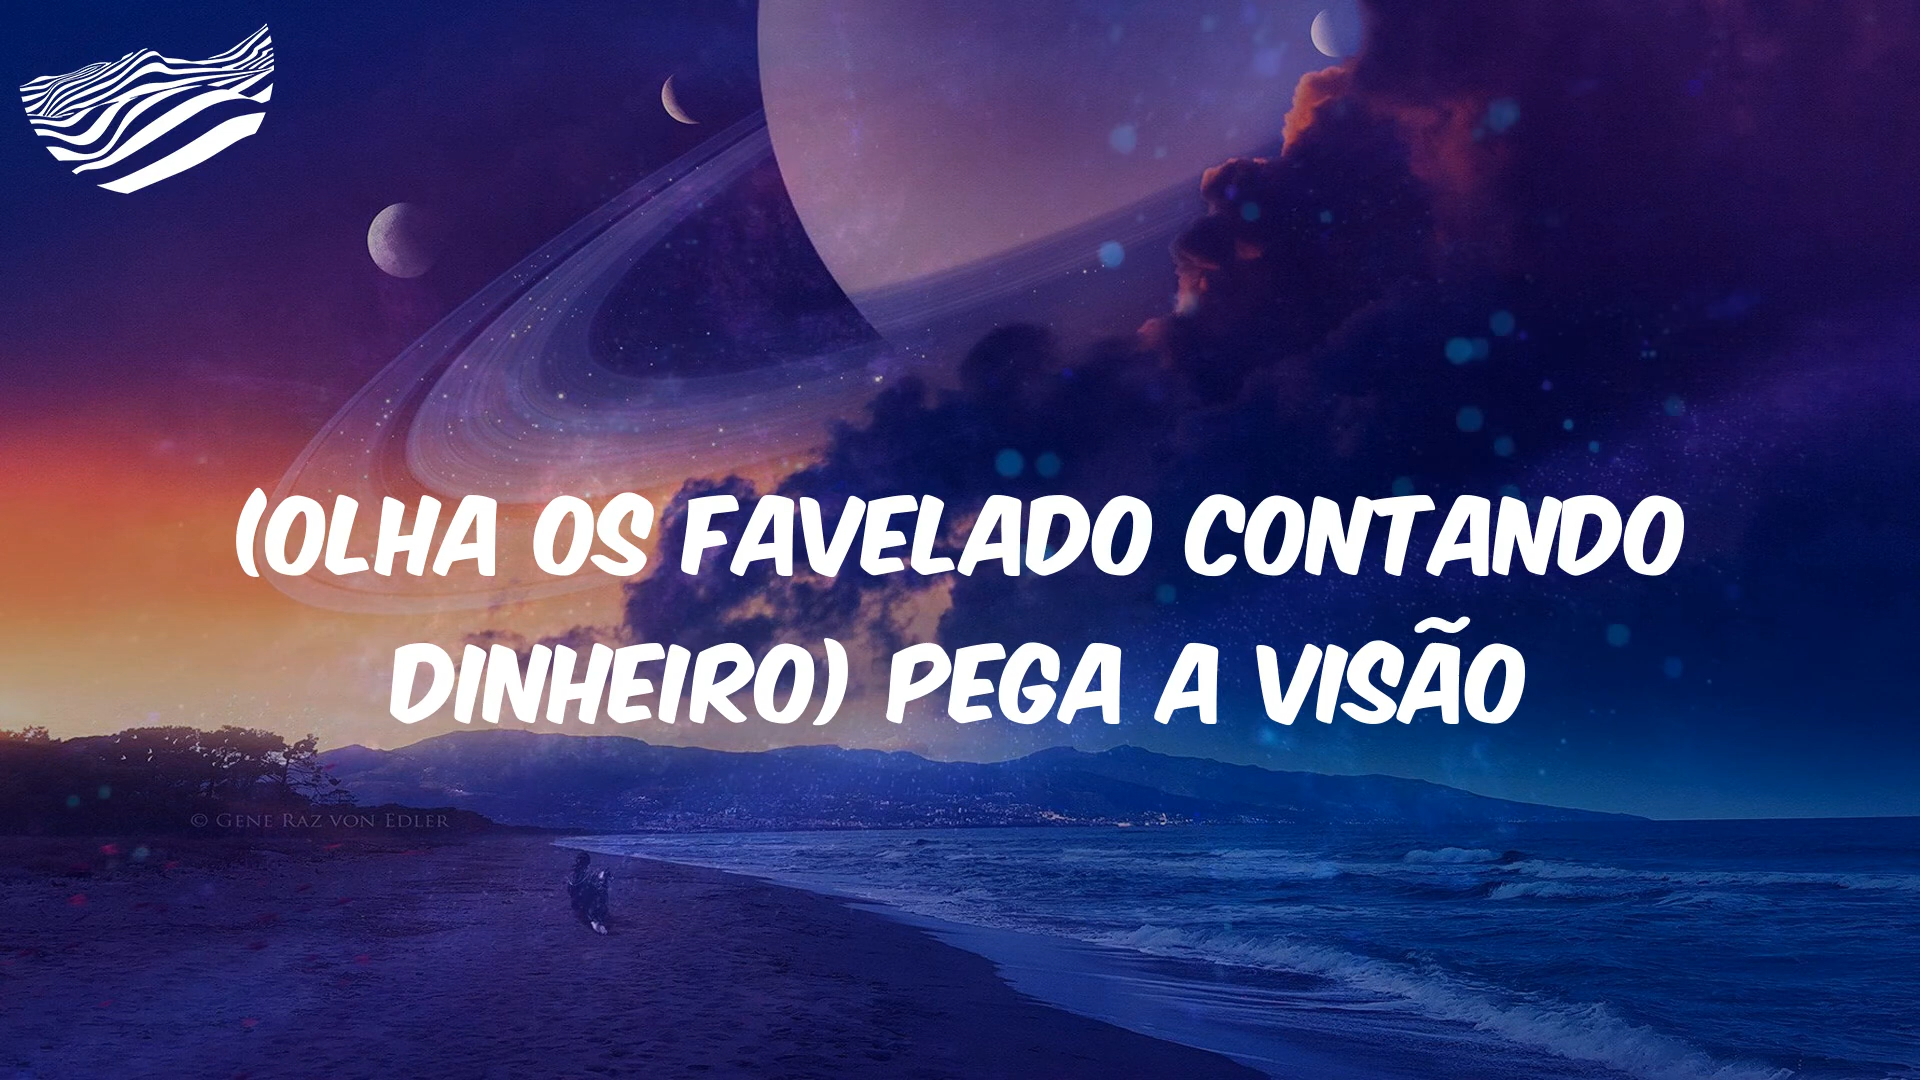 (OLHA OS FAVELADO CONTANDO
DINHEIRO) PEGA A VISÃO
© GENE RAZ VON EDLER